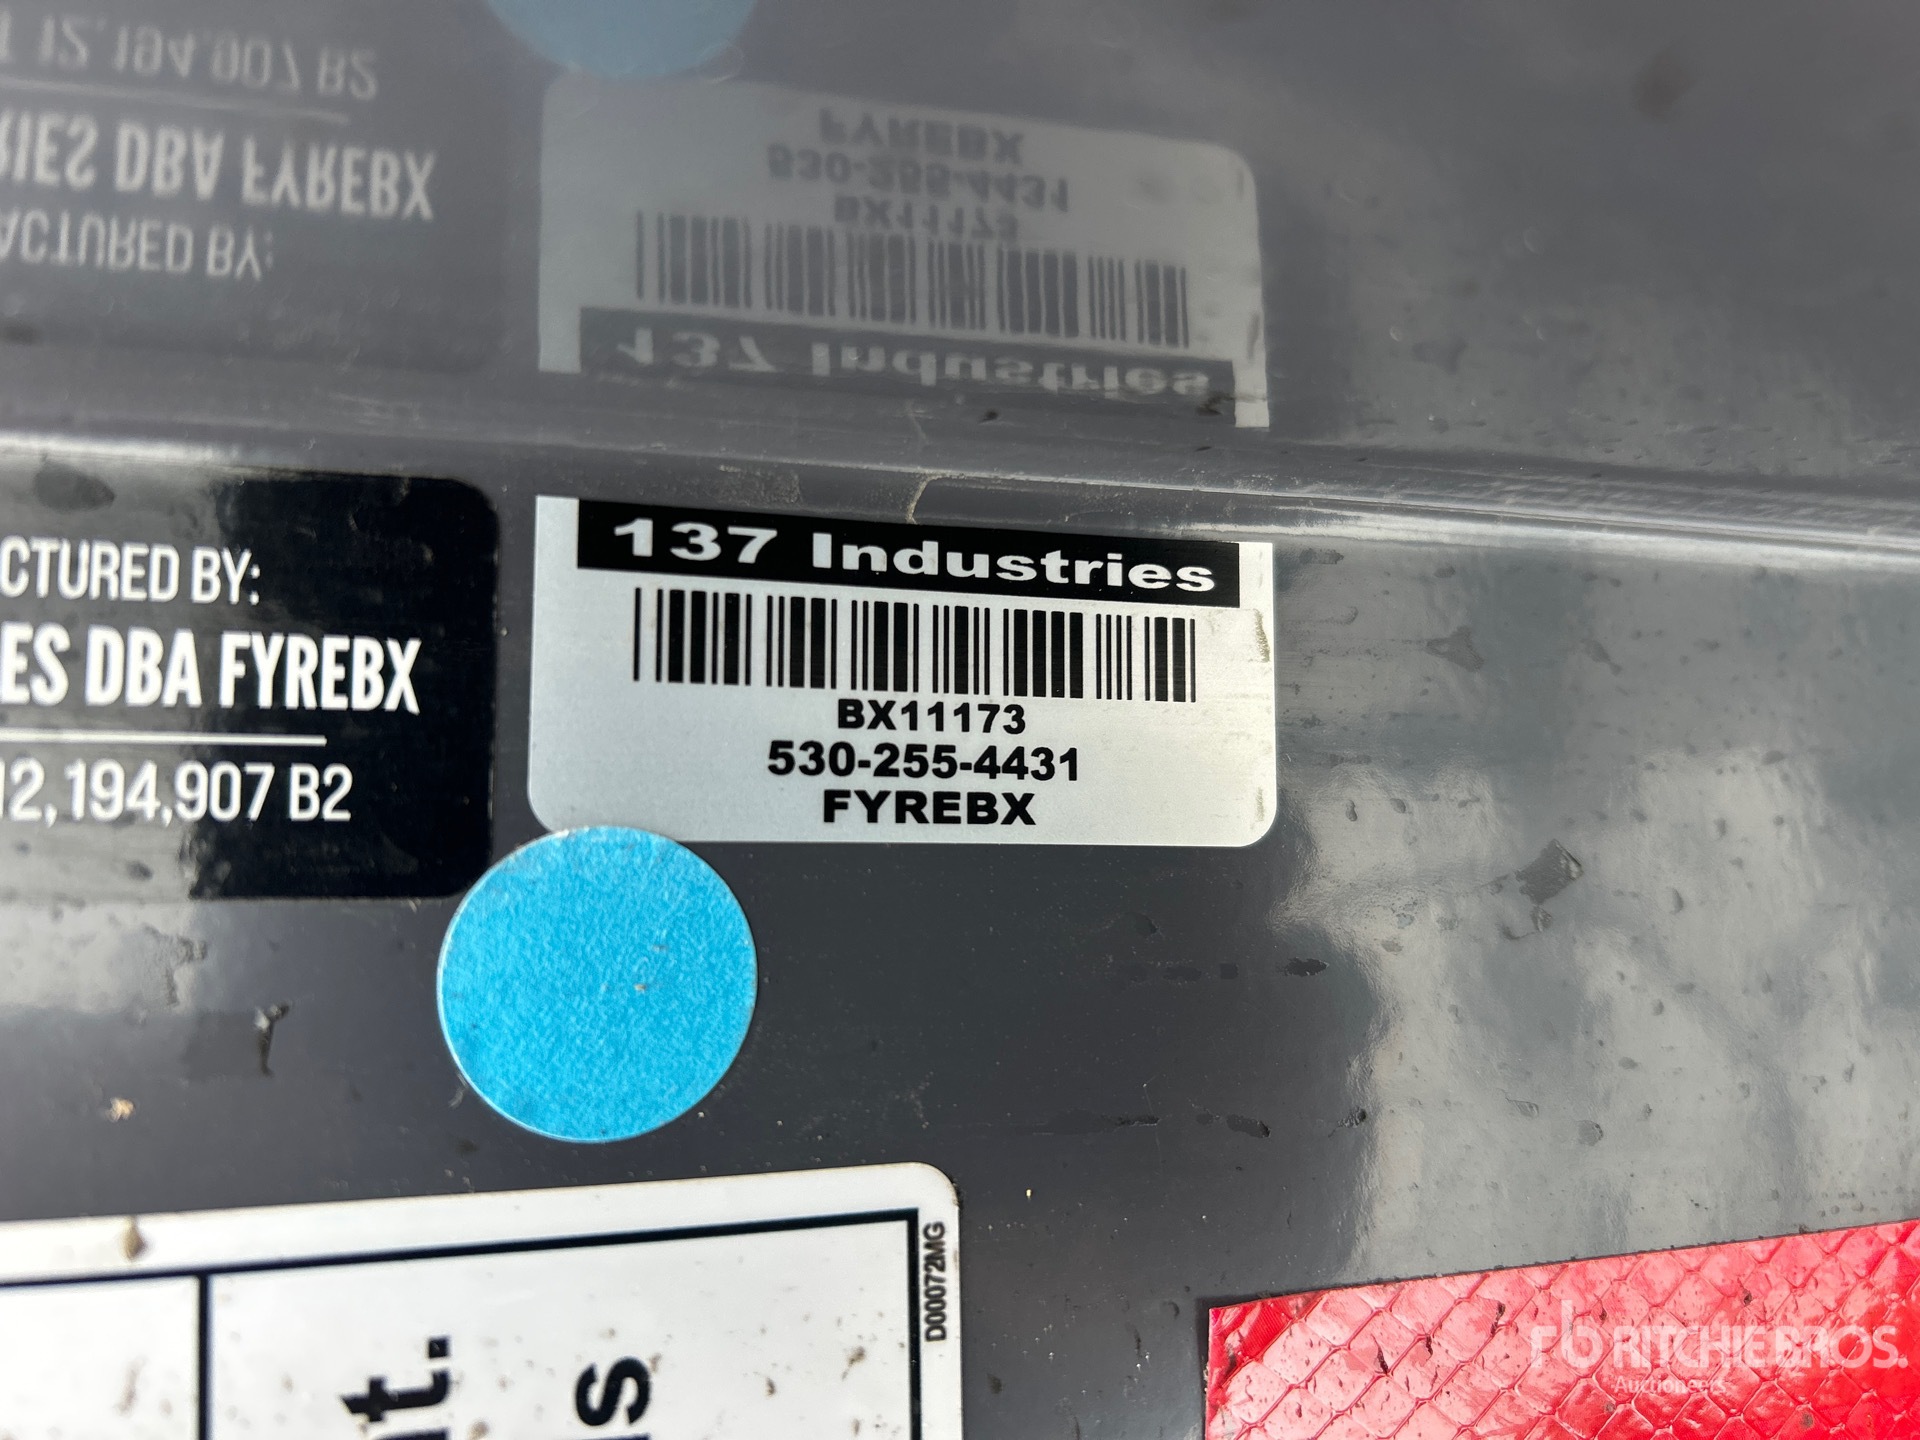 CTURED BY:
ES DBA FYREBX
12,194,907 B2
137 Industries
BX11173
530-255-4431
FYREBX
D00072MG
RITCHIE BROS.
Auctioneers